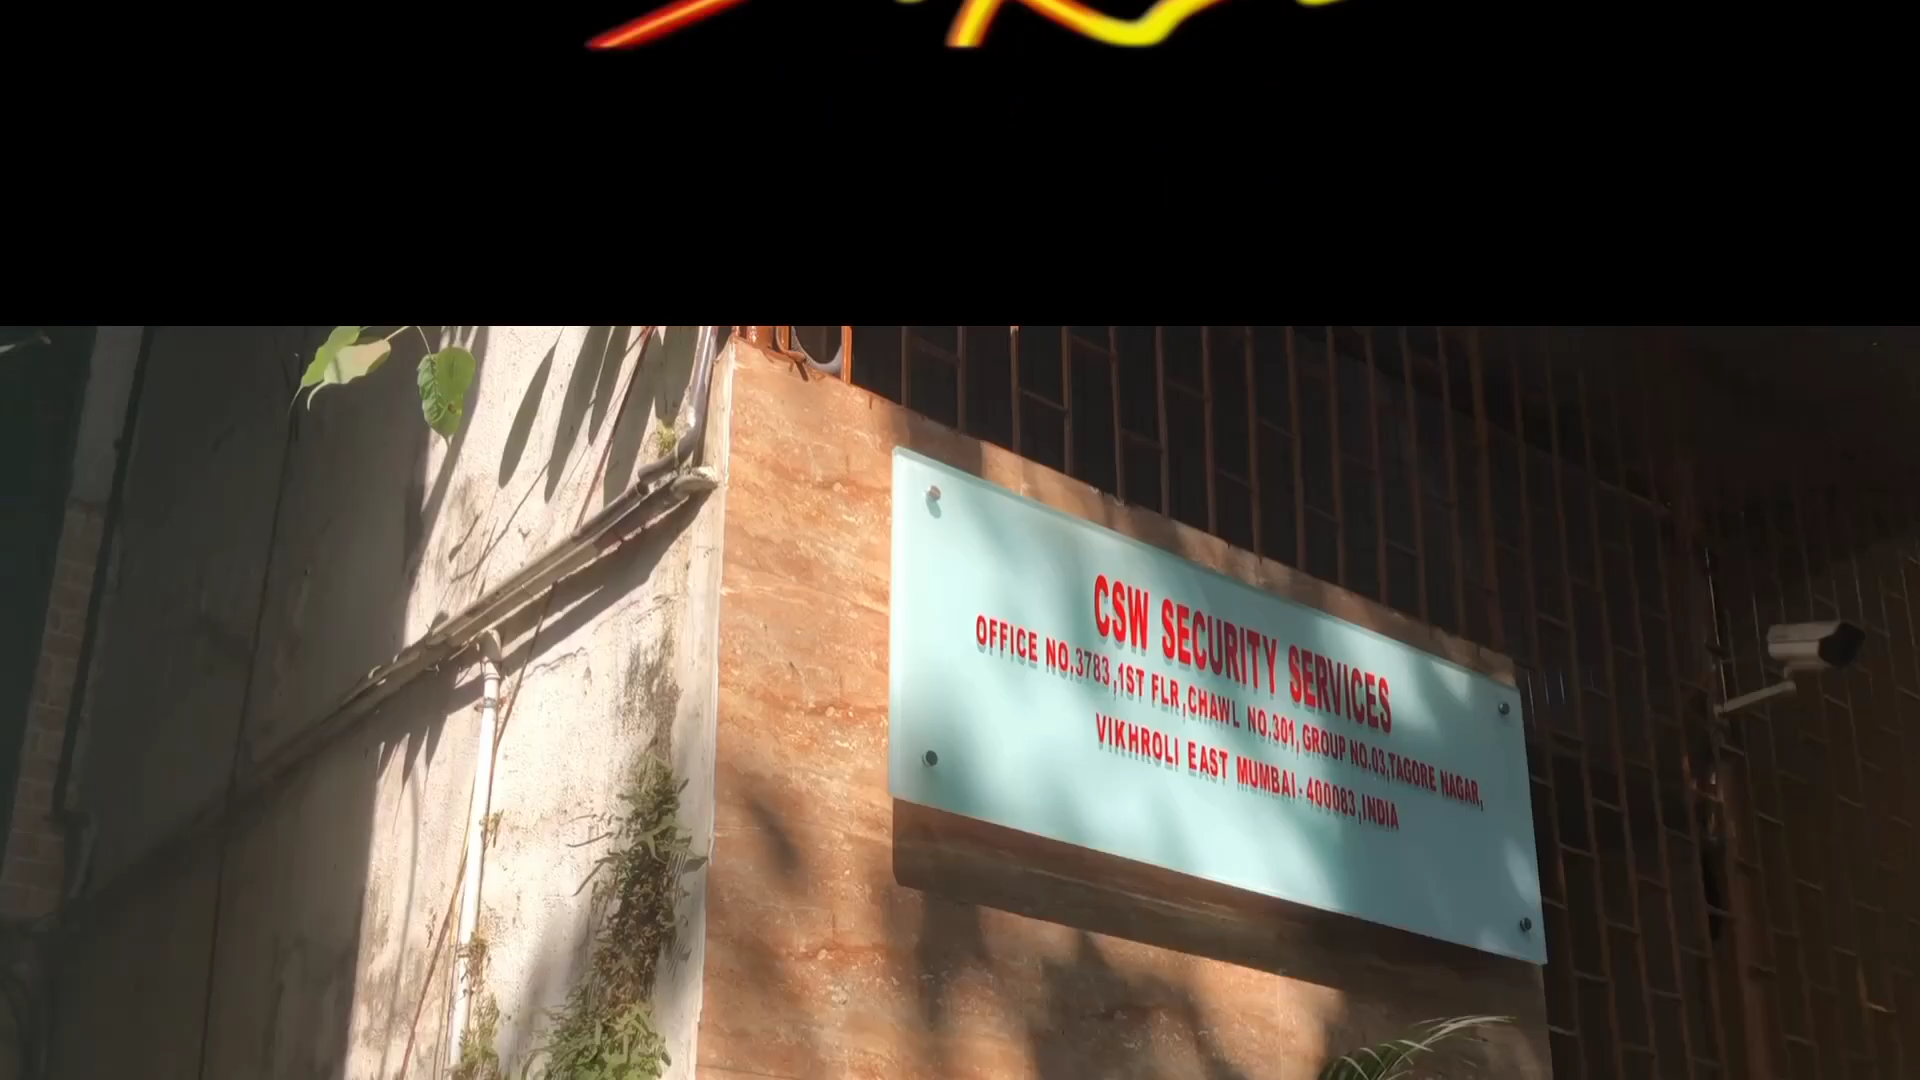 CSW SECURITY SERVICES
OFFICE NO.3783,1ST FLR,CHAWL NO.301, GROUP NO.03,TAGORE NAGAR,
VIKHROLI EAST MUMBAI-400083,INDIA